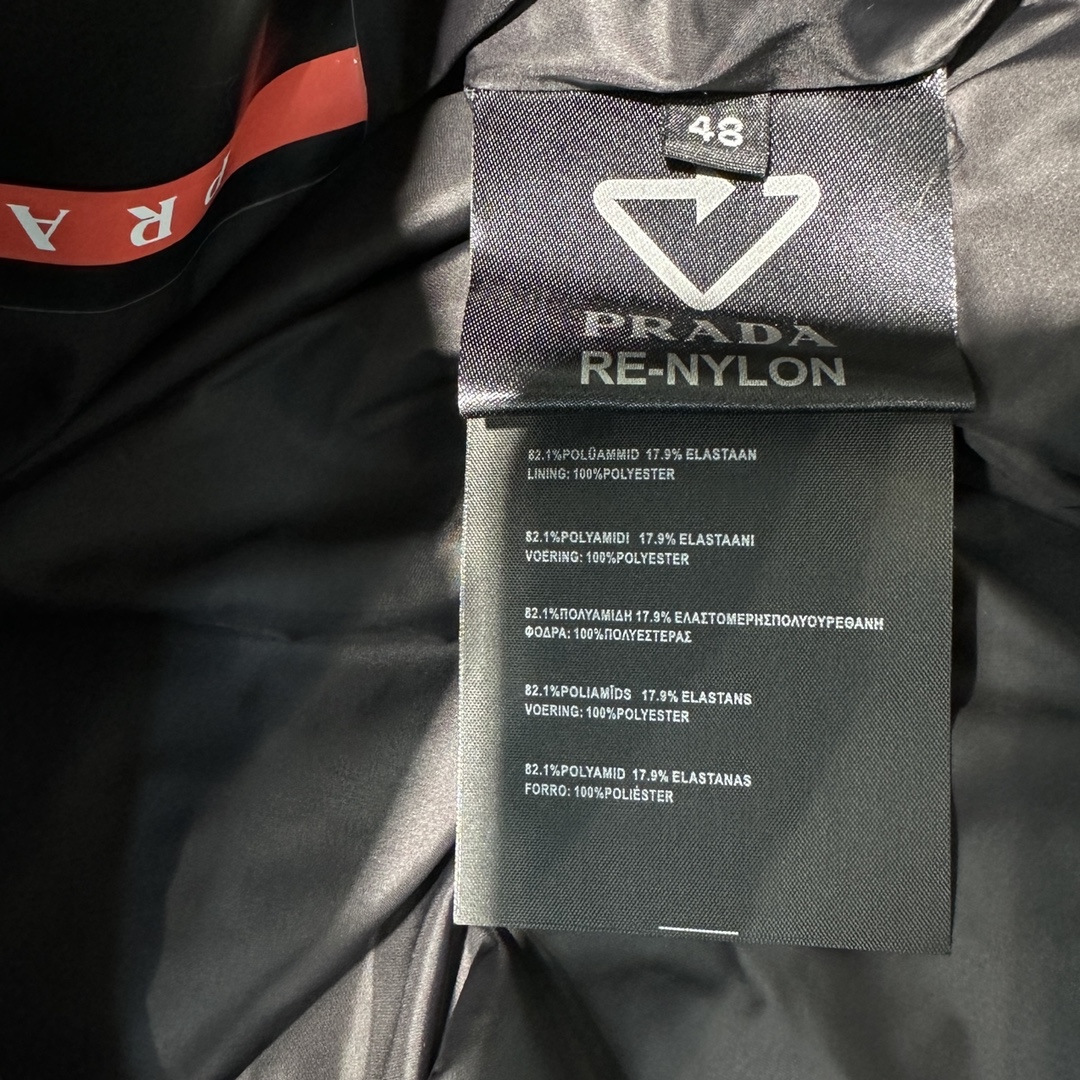 PRA
48
PRADA
RE-NYLON
82.1%POLÜAMMID 17.9% ELASTAAN
LINING: 100%POLYESTER
82.1%POLYAMIDI 17.9% ELASTAANI
VOERING: 100%POLYESTER
82.1%ΠΟΛΥΑΜΙΔΗ 17.9% ΕΛΑΣΤΟΜΕΡΗΣΠΟΛΥΟΥΡΕΘΑΝΗ
ΦΟΔΡΑ: 100%ΠΟΛΥΕΣΤΕΡΑΣ
82.1%POLIAMĪDS 17.9% ELASTANS
VOERING: 100%POLYESTER
82.1%POLYAMID 17.9% ELASTANAS
FORRO: 100%POLIÉSTER